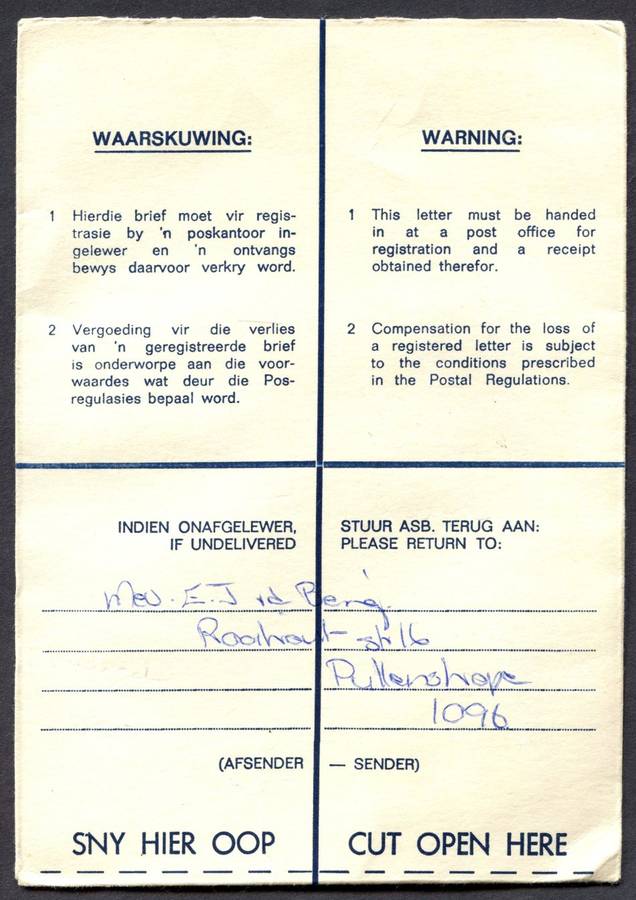 WAARSKUWING:
1 Hierdie brief moet vir regis-
trasie by 'n poskantoor in-
gelewer en 'n ontvangs
bewys daarvoor verkry word.
2 Vergoeding vir die verlies
van 'n geregistreerde brief
is onderworpe aan die voor-
waardes wat deur die Pos-
regulasies bepaal word.
WARNING:
1 This letter must be handed
in at a post office for
registration and a receipt
obtained therefor.
2 Compensation for the loss of
a registered letter is subject
to the conditions prescribed
in the Postal Regulations.
INDIEN ONAFGELEWER, STUUR ASB. TERUG AAN:
IF UNDELIVERED PLEASE RETURN TO:
Mev. E.J vd Berg.
Rooihout str 16
Pullenshope
1096
(AFSENDER — SENDER)
SNY HIER OOP CUT OPEN HERE